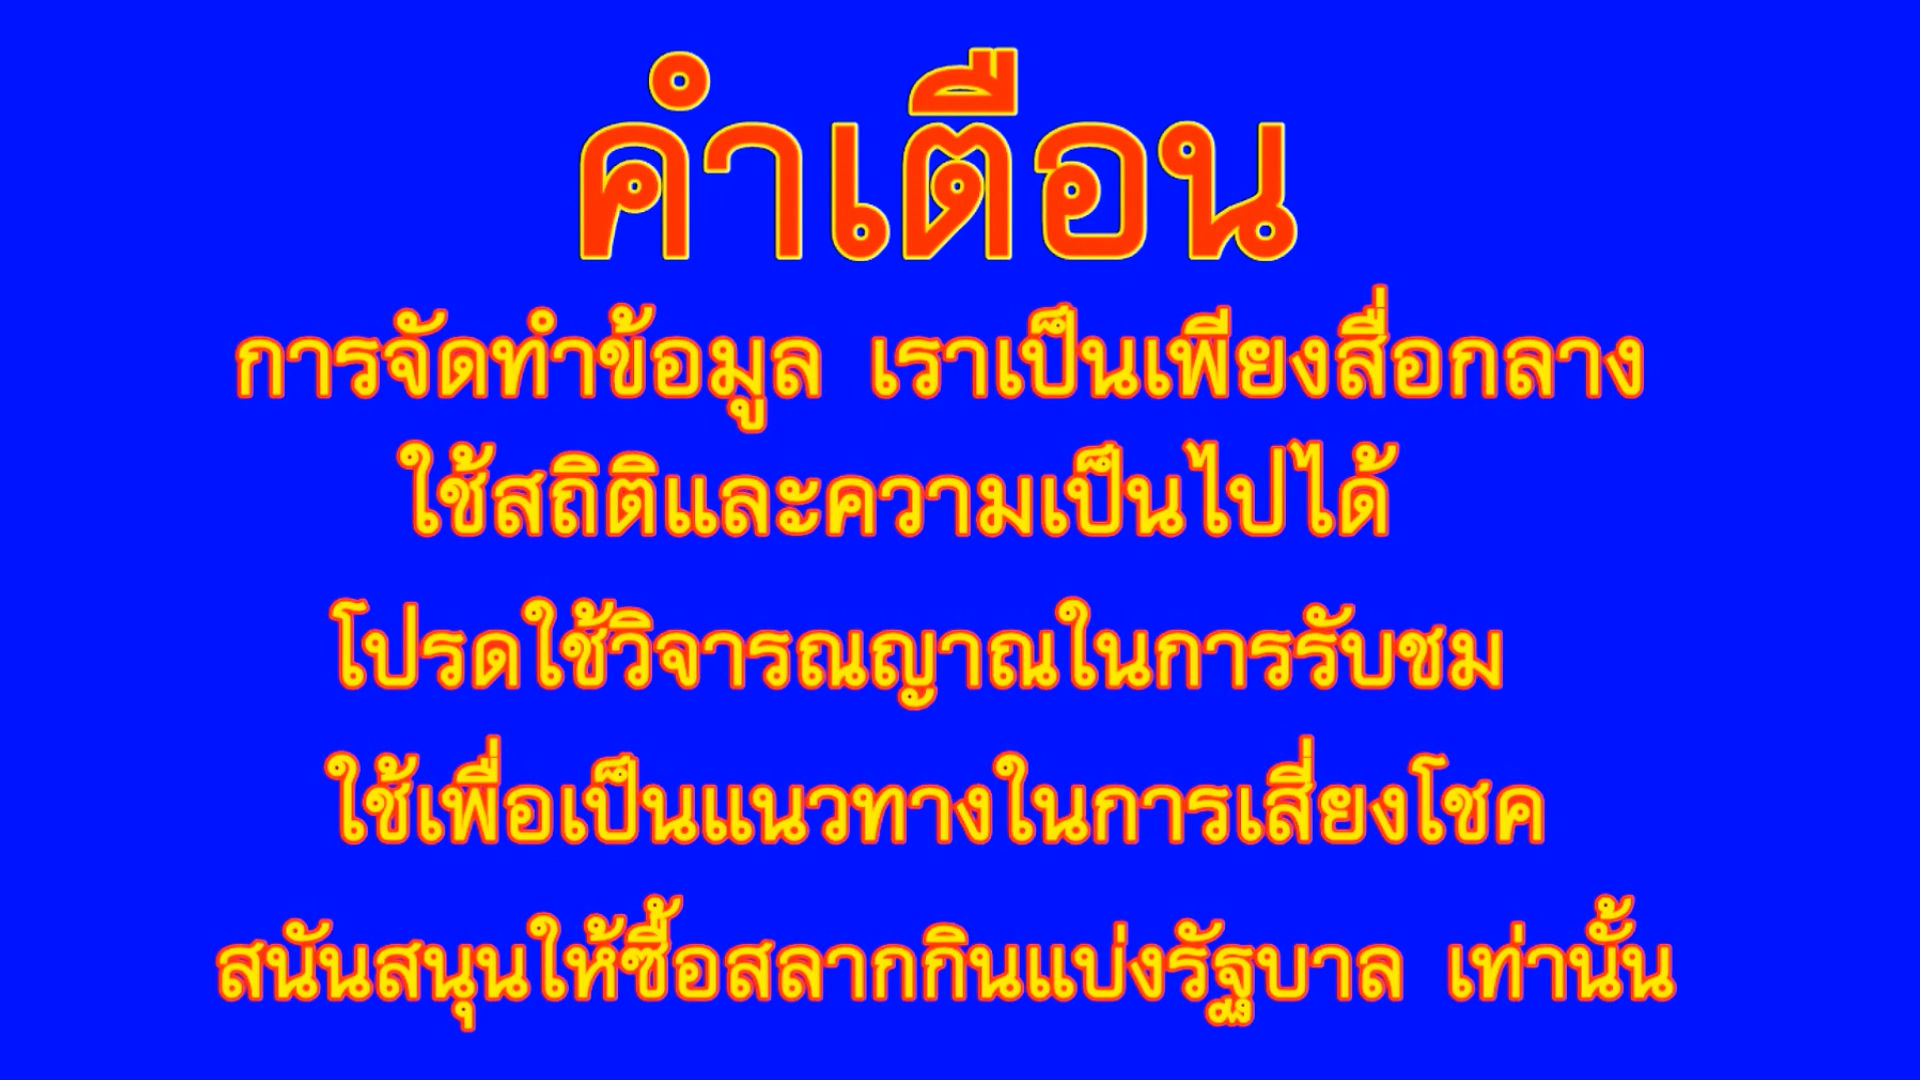 คำเตือน
การจัดทำข้อมูล เราเป็นเพียงสื่อกลาง
ใช้สถิติและความเป็นไปได้
โปรดใช้วิจารณญาณในการรับชม
ใช้เพื่อเป็นแนวทางในการเสี่ยงโชค
สนันสนุนให้ซื้อสลากกินแบ่งรัฐบาล เท่านั้น